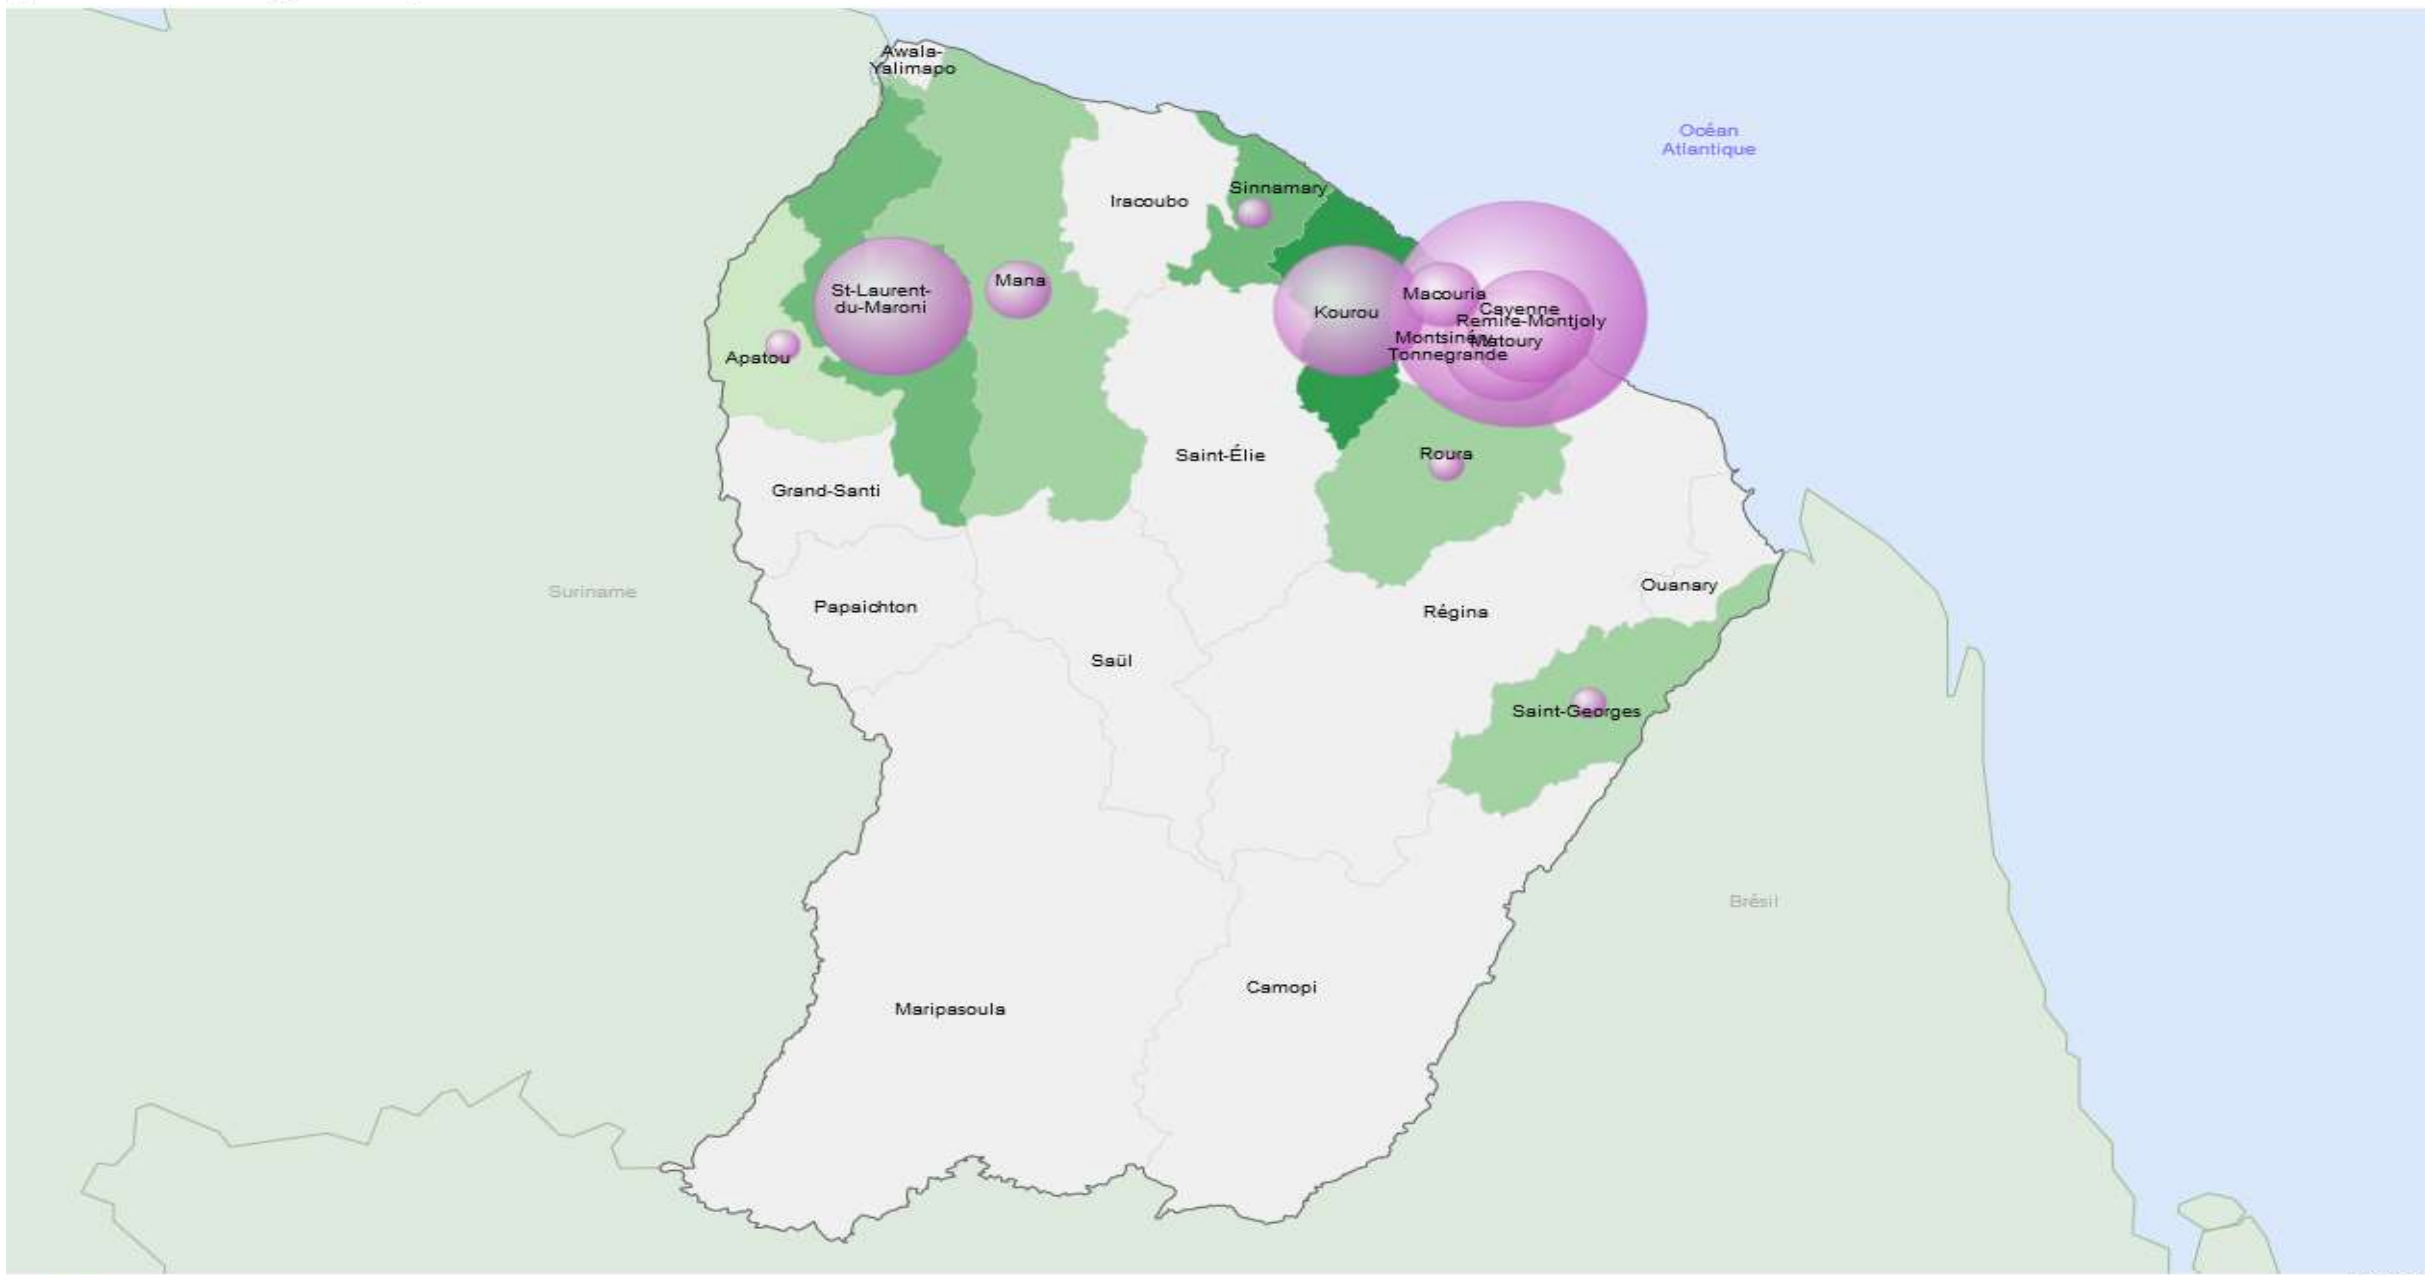 Awala-
Yalimapo
Océan
Atlantique
Sinnamary
Iracoubo
Mana
St-Laurent-
du-Maroni
Macouria
Cayenne
Kourou
Remire-Montjoly
Montsinéry
Matoury
Tonnegrande
Apatou
Roura
Saint-Élie
Grand-Santi
Ouanary
Suriname
Papaichton
Régina
Saül
Saint-Georges
Brésil
Camopi
Maripasoula